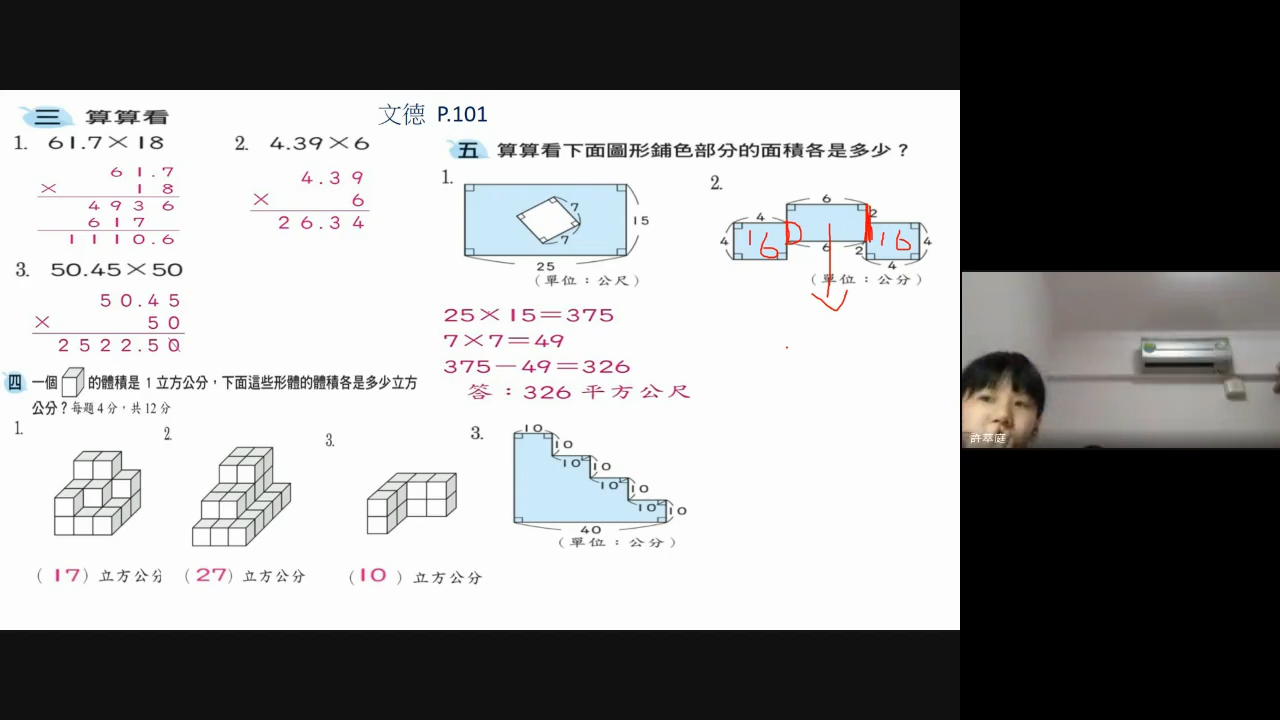 三 算算看
文德 P.101
1. 61.7×18
6 1.7
× 1 8
4 9 3 6
6 1 7
1 1 1 0.6
2. 4.39×6
4.3 9
× 6
2 6.3 4
3. 50.45×50
5 0.4 5
× 5 0
2 5 2 2.5 0
四 一個 的體積是 1 立方公分，下面這些形體的體積各是多少立方
公分？每題 4 分，共 12 分
1.
2.
3.
(17) 立方公分
(27) 立方公分
(10 ) 立方公分
五 算算看下面圖形鋪色部分的面積各是多少？
1.
7
7
15
25
(單位：公尺)
25×15＝375
7×7＝49
375－49＝326
答：326 平方公尺
2.
6
4
2
4
16
6
2
16
4
4
(單位：公分)
3.
10
10
10
10
10
10
10
10
40
(單位：公分)
許萃庭